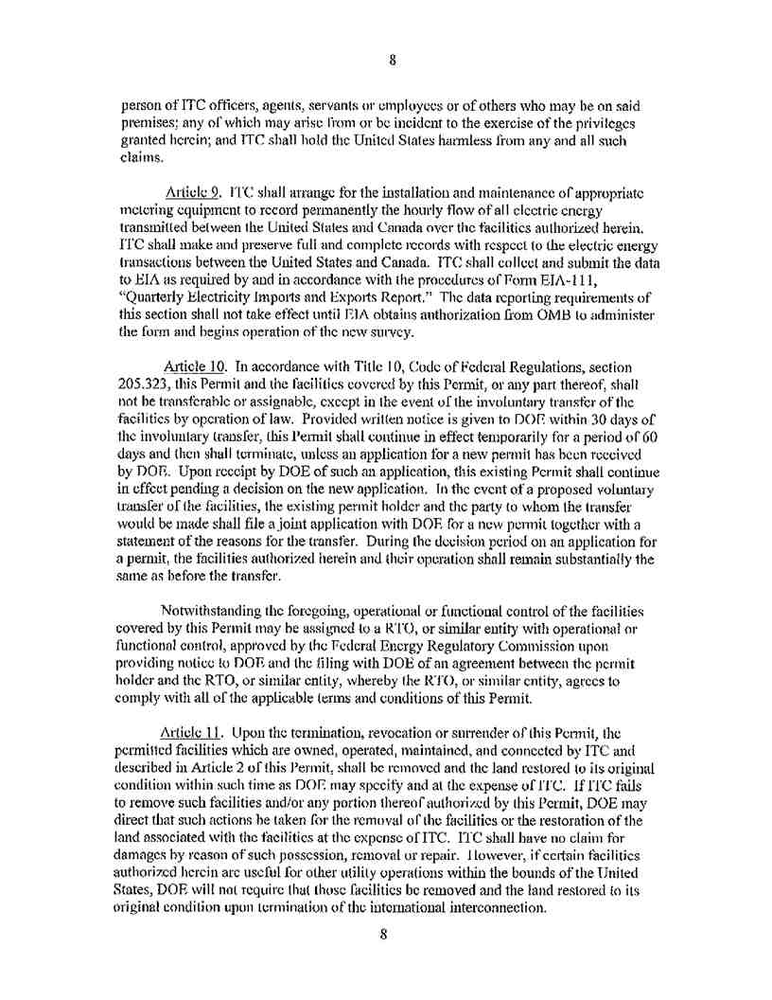 8
person of ITC officers, agents, servants or employees or of others who may be on said
premises; any of which may arise from or be incident to the exercise of the privileges
granted herein; and ITC shall hold the United States harmless from any and all such
claims.
Article 9. ITC shall arrange for the installation and maintenance of appropriate
metering equipment to record permanently the hourly flow of all electric energy
transmitted between the United States and Canada over the facilities authorized herein.
ITC shall make and preserve full and complete records with respect to the electric energy
transactions between the United States and Canada. ITC shall collect and submit the data
to EIA as required by and in accordance with the procedures of Form EIA-111,
“Quarterly Electricity Imports and Exports Report.” The data reporting requirements of
this section shall not take effect until EIA obtains authorization from OMB to administer
the form and begins operation of the new survey.
Article 10. In accordance with Title 10, Code of Federal Regulations, section
205.323, this Permit and the facilities covered by this Permit, or any part thereof, shall
not be transferable or assignable, except in the event of the involuntary transfer of the
facilities by operation of law. Provided written notice is given to DOE within 30 days of
the involuntary transfer, this Permit shall continue in effect temporarily for a period of 60
days and then shall terminate, unless an application for a new permit has been received
by DOE. Upon receipt by DOE of such an application, this existing Permit shall continue
in effect pending a decision on the new application. In the event of a proposed voluntary
transfer of the facilities, the existing permit holder and the party to whom the transfer
would be made shall file a joint application with DOE for a new permit together with a
statement of the reasons for the transfer. During the decision period on an application for
a permit, the facilities authorized herein and their operation shall remain substantially the
same as before the transfer.
Notwithstanding the foregoing, operational or functional control of the facilities
covered by this Permit may be assigned to a RTO, or similar entity with operational or
functional control, approved by the Federal Energy Regulatory Commission upon
providing notice to DOE and the filing with DOE of an agreement between the permit
holder and the RTO, or similar entity, whereby the RTO, or similar entity, agrees to
comply with all of the applicable terms and conditions of this Permit.
Article 11. Upon the termination, revocation or surrender of this Permit, the
permitted facilities which are owned, operated, maintained, and connected by ITC and
described in Article 2 of this Permit, shall be removed and the land restored to its original
condition within such time as DOE may specify and at the expense of ITC. If ITC fails
to remove such facilities and/or any portion thereof authorized by this Permit, DOE may
direct that such actions be taken for the removal of the facilities or the restoration of the
land associated with the facilities at the expense of ITC. ITC shall have no claim for
damages by reason of such possession, removal or repair. However, if certain facilities
authorized herein are useful for other utility operations within the bounds of the United
States, DOE will not require that those facilities be removed and the land restored to its
original condition upon termination of the international interconnection.
8